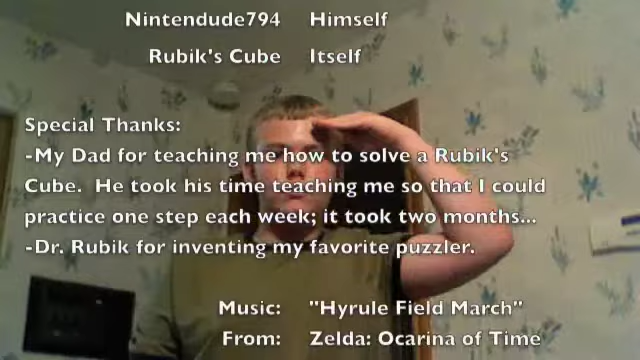 Nintendude794 Himself
Rubik's Cube Itself
Special Thanks:
-My Dad for teaching me how to solve a Rubik's
Cube. He took his time teaching me so that I could
practice one step each week; it took two months...
-Dr. Rubik for inventing my favorite puzzler.
Music: "Hyrule Field March"
From: Zelda: Ocarina of Time